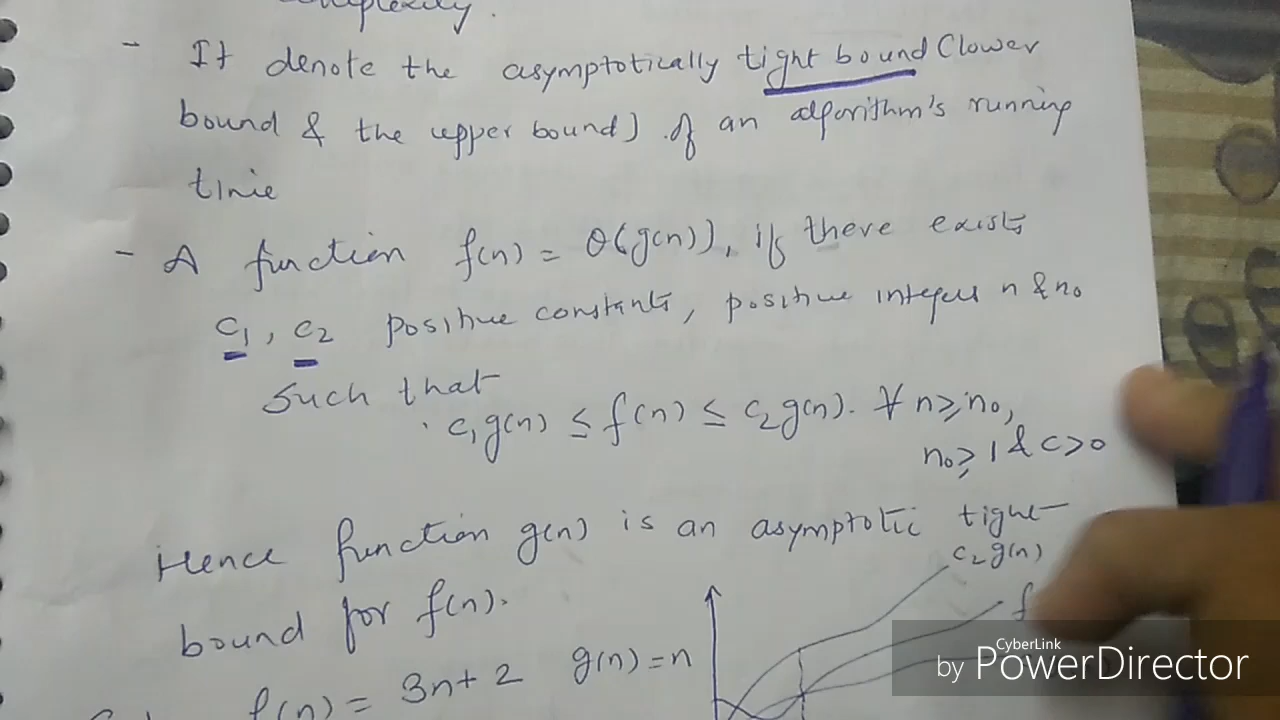 complexity.
- It denote the asymptotically tight bound (lower
bound & the upper bound) of an algorithm's running
time
- A function f(n) = θ(g(n)), if there exists
c₁, c₂ positive constants, positive integers n & n₀
such that
c₁g(n) ≤ f(n) ≤ c₂g(n). ∀ n ≥ n₀,
n₀ ≥ 1 & c > 0
Hence function g(n) is an asymptotic tight
bound for f(n).
c₂g(n)
f
f(n) = 3n + 2 g(n) = n
CyberLink
by PowerDirector